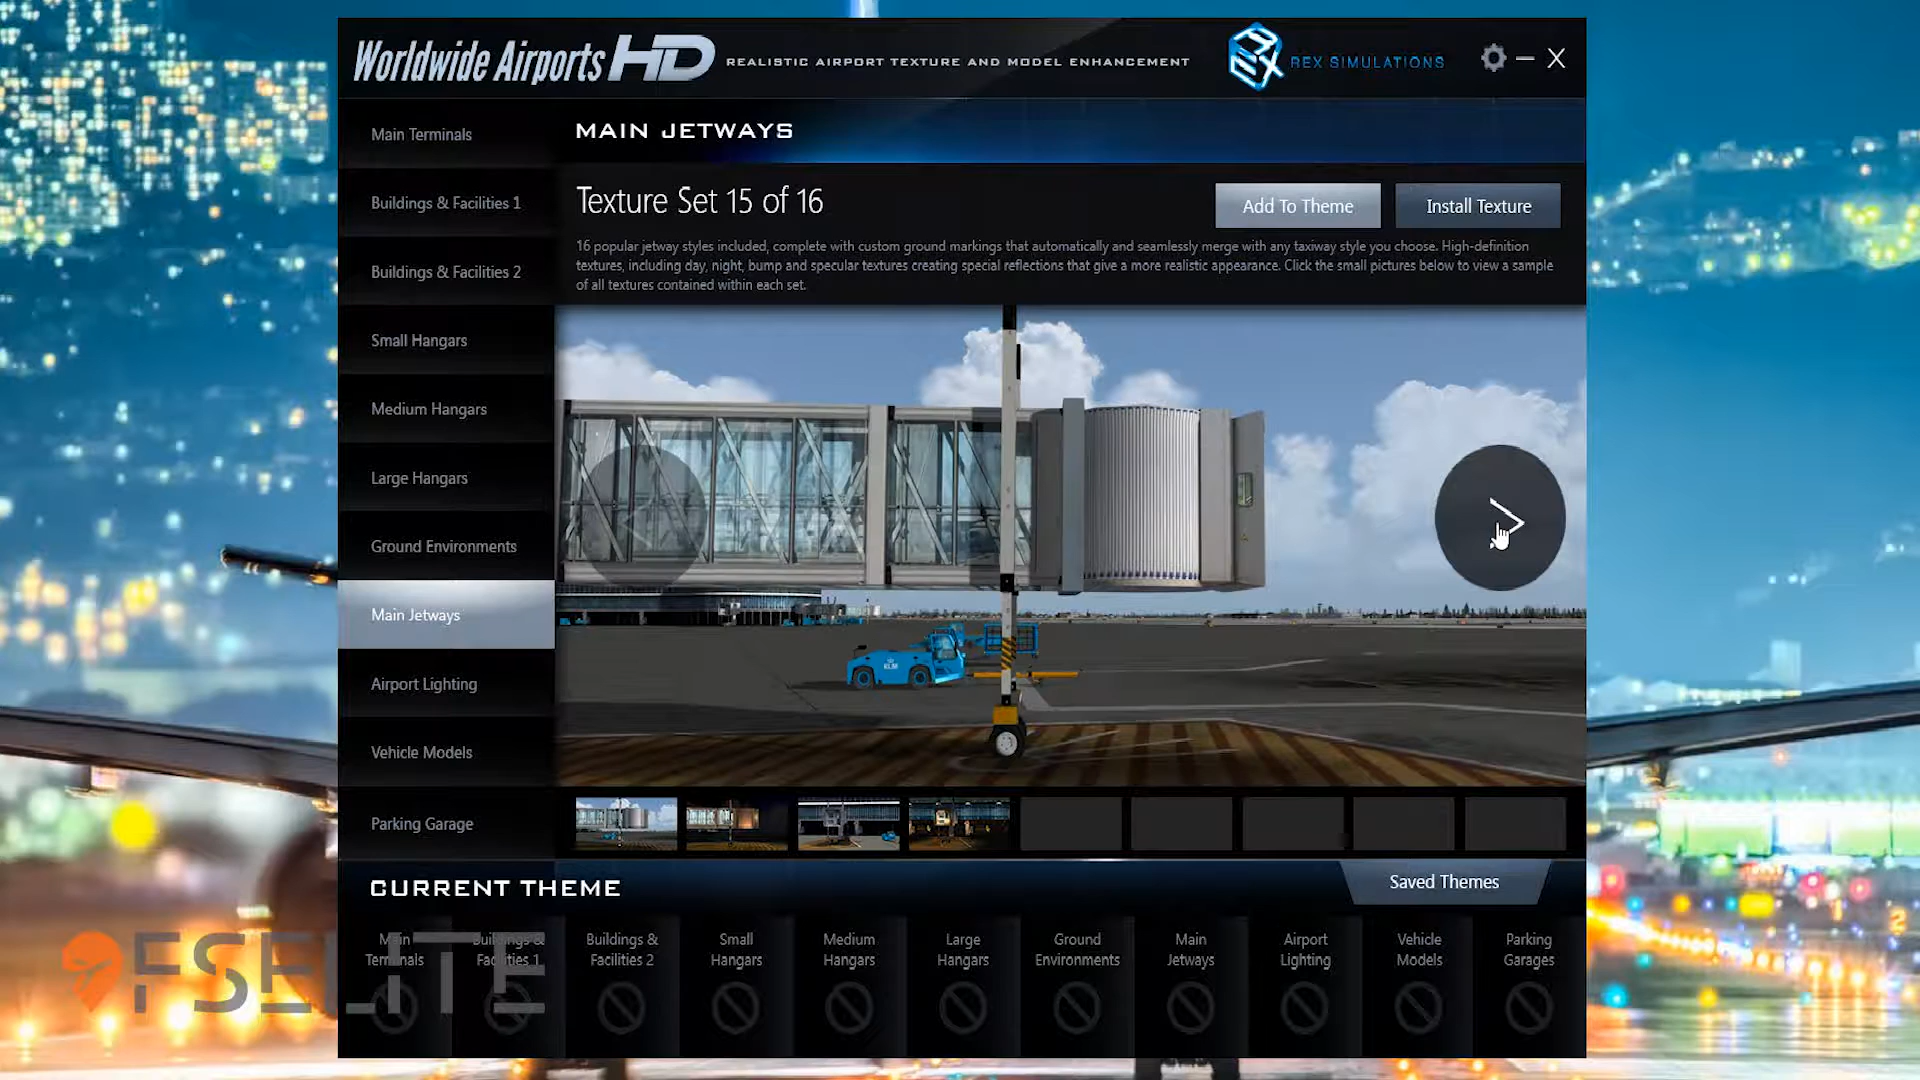 Worldwide Airports HD
REALISTIC AIRPORT TEXTURE AND MODEL ENHANCEMENT
REX
REX SIMULATIONS
X
Main Terminals
Buildings & Facilities 1
Buildings & Facilities 2
Small Hangars
Medium Hangars
Large Hangars
Ground Environments
Main Jetways
Airport Lighting
Vehicle Models
Parking Garage
MAIN JETWAYS
Texture Set 15 of 16
Add To Theme
Install Texture
16 popular jetway styles included, complete with custom ground markings that automatically and seamlessly merge with any taxiway style you choose. High-definition
textures, including day, night, bump and specular textures creating special reflections that give a more realistic appearance. Click the small pictures below to view a sample
of all textures contained within each set.
CURRENT THEME
Saved Themes
Main
Terminals
Buildings &
Facilities 1
Buildings &
Facilities 2
Small
Hangars
Medium
Hangars
Large
Hangars
Ground
Environments
Main
Jetways
Airport
Lighting
Vehicle
Models
Parking
Garages
FSELITE